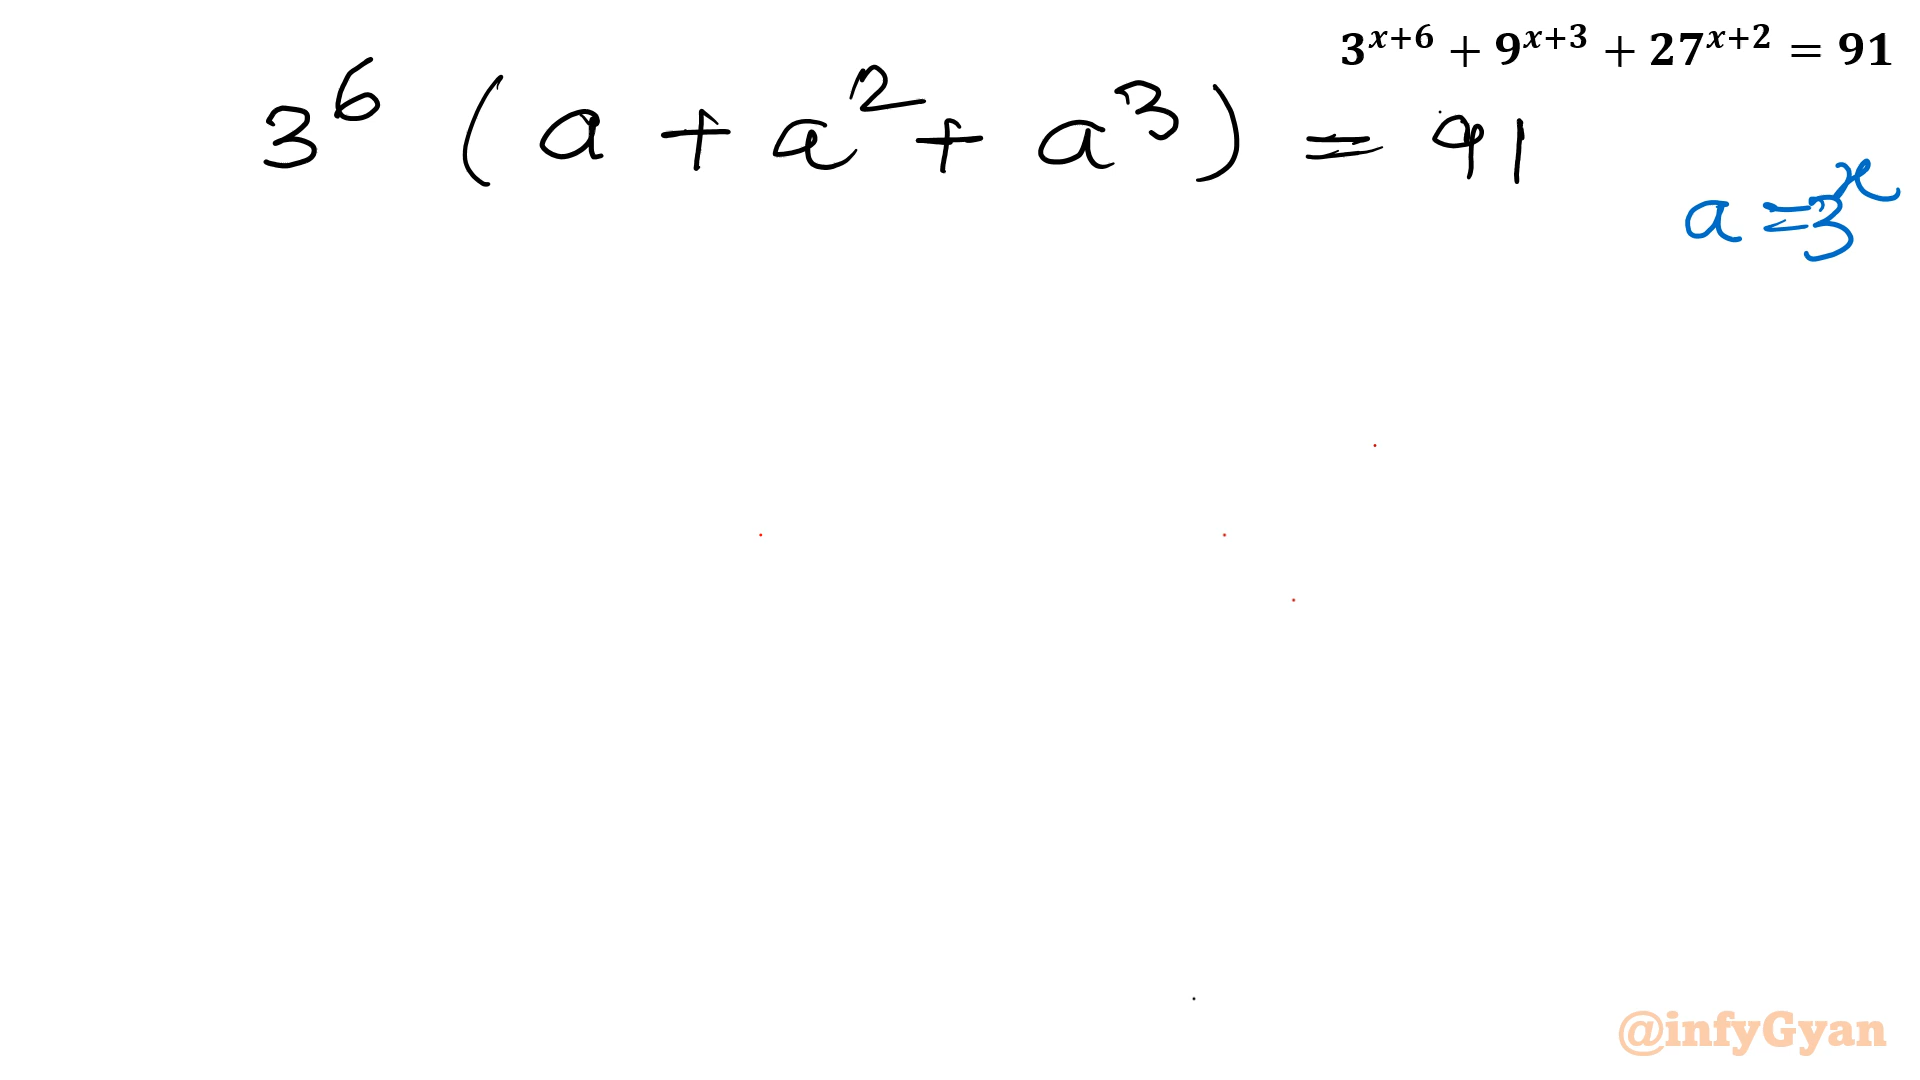 3^{x+6} + 9^{x+3} + 27^{x+2} = 91
3^6 (a + a^2 + a^3) = 91
a = 3^x
@infyGyan